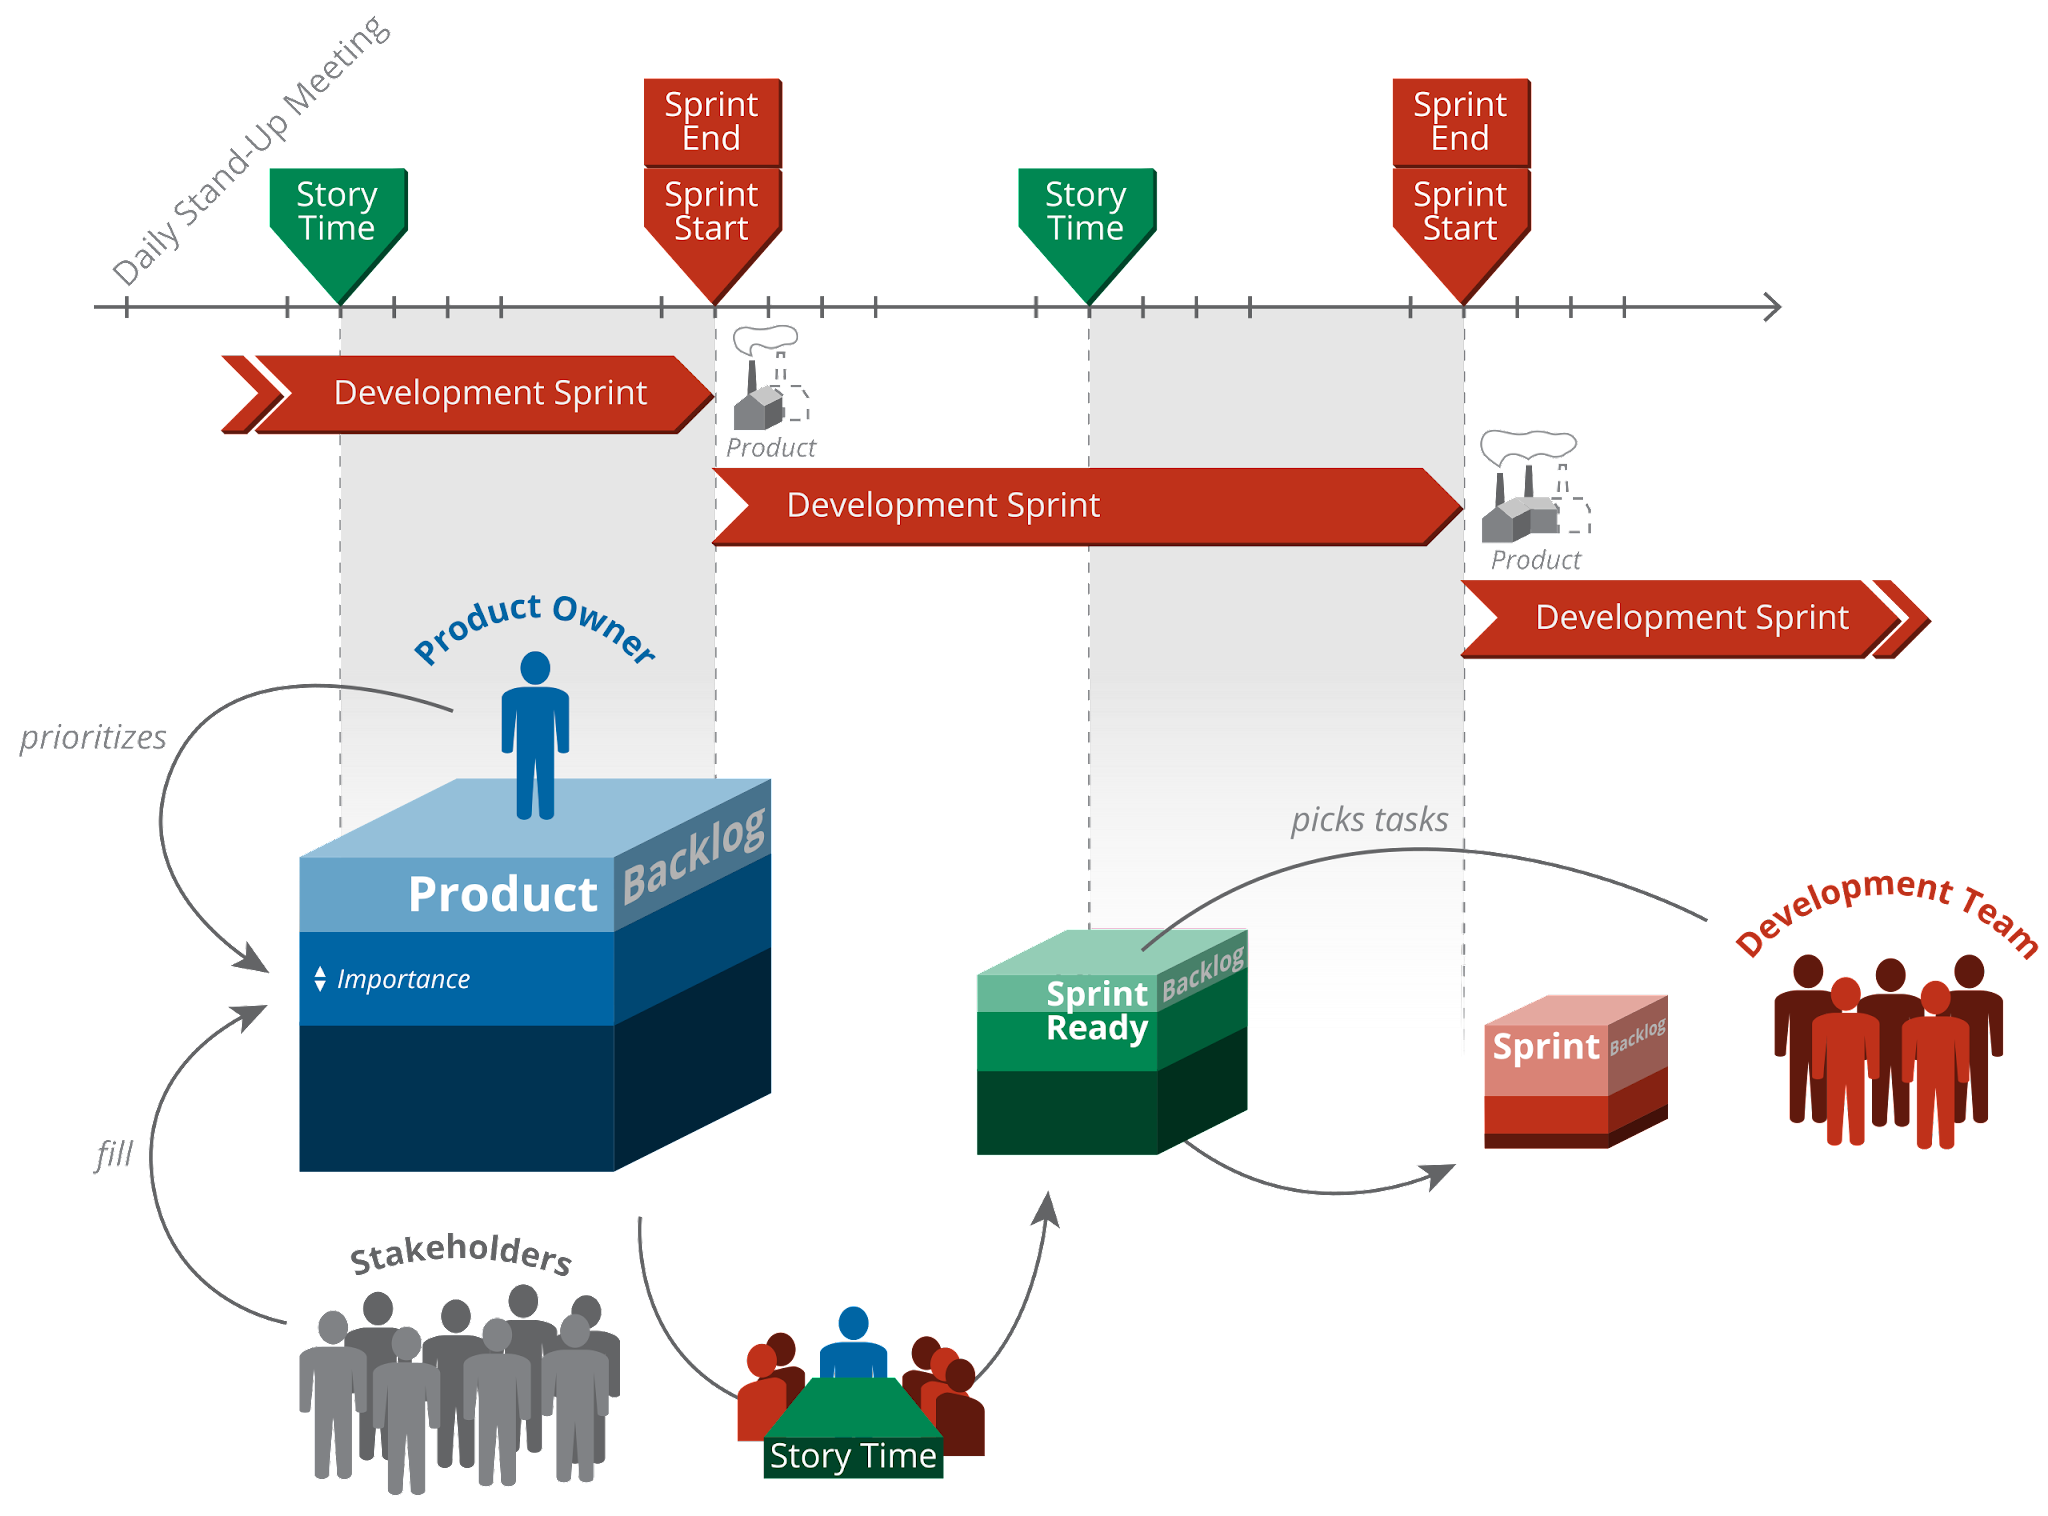 Daily Stand-Up Meeting
Sprint
End
Sprint
End
Story
Time
Sprint
Start
Story
Time
Sprint
Start
Development Sprint
Product
Development Sprint
Product
Development Sprint
Product Owner
prioritizes
picks tasks
Product
Backlog
Development Team
Importance
Sprint
Ready
Backlog
Sprint
Backlog
fill
Stakeholders
Story Time